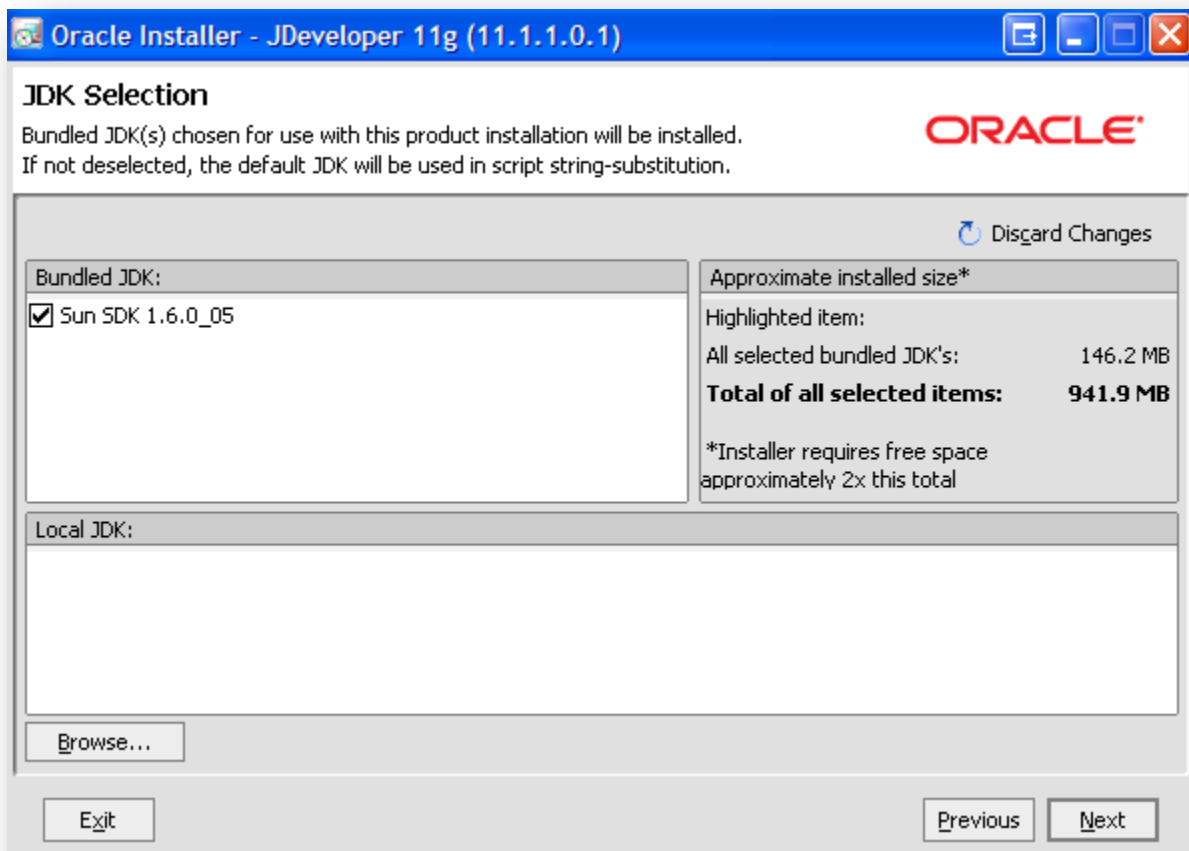 Oracle Installer - JDeveloper 11g (11.1.1.0.1)
JDK Selection
Bundled JDK(s) chosen for use with this product installation will be installed.
If not deselected, the default JDK will be used in script string-substitution.
ORACLE
Discard Changes
Bundled JDK:
Sun SDK 1.6.0_05
Approximate installed size*
Highlighted item:
All selected bundled JDK's: 146.2 MB
Total of all selected items: 941.9 MB
*Installer requires free space
approximately 2x this total
Local JDK:
Browse...
Exit
Previous
Next